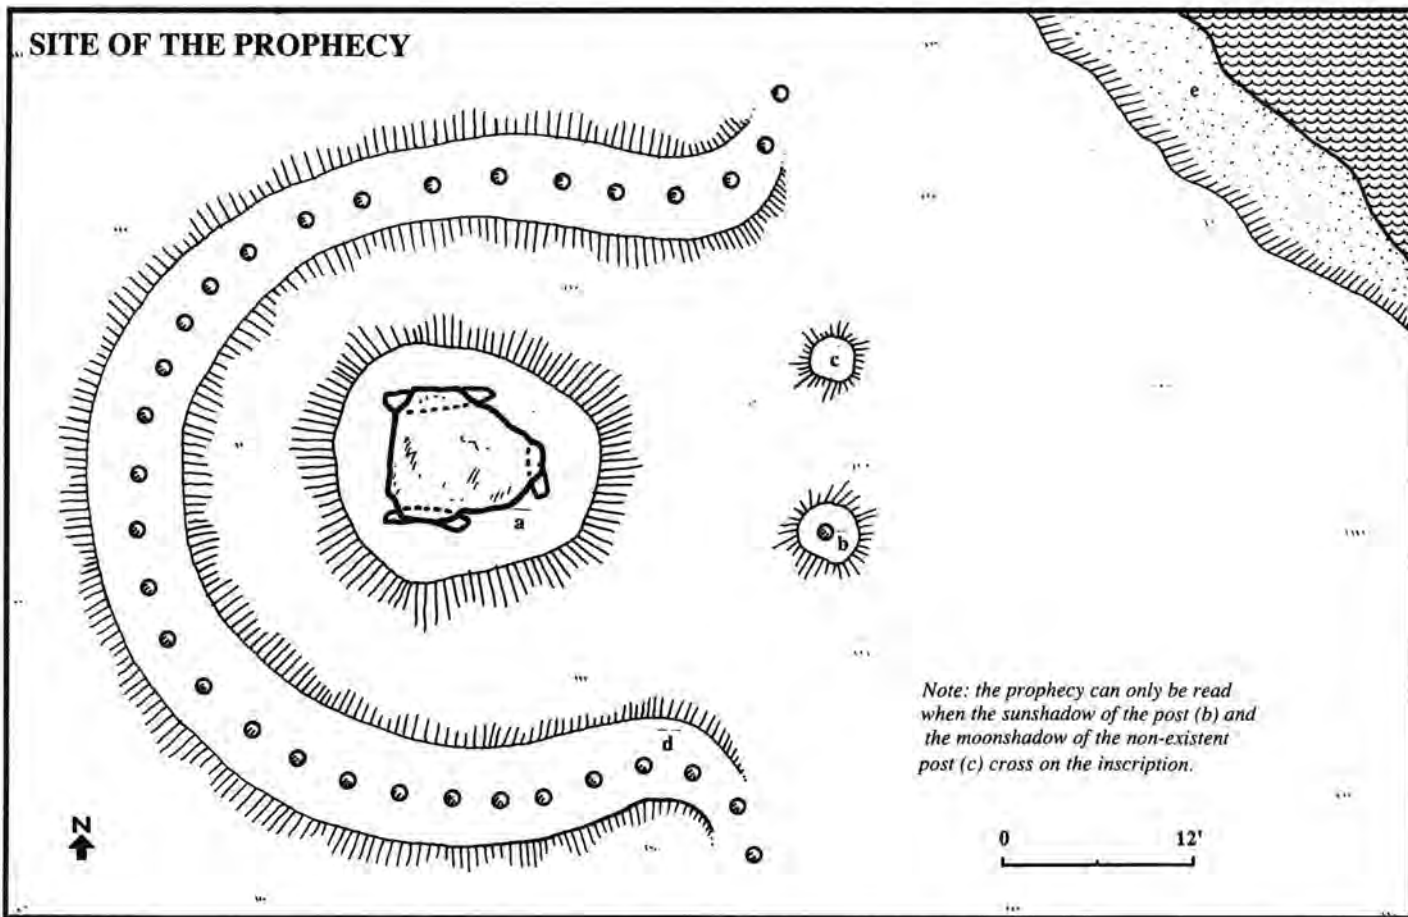 SITE OF THE PROPHECY
e
c
b
a
Note: the prophecy can only be read
when the sunshadow of the post (b) and
the moonshadow of the non-existent
post (c) cross on the inscription.
d
N
0 12'